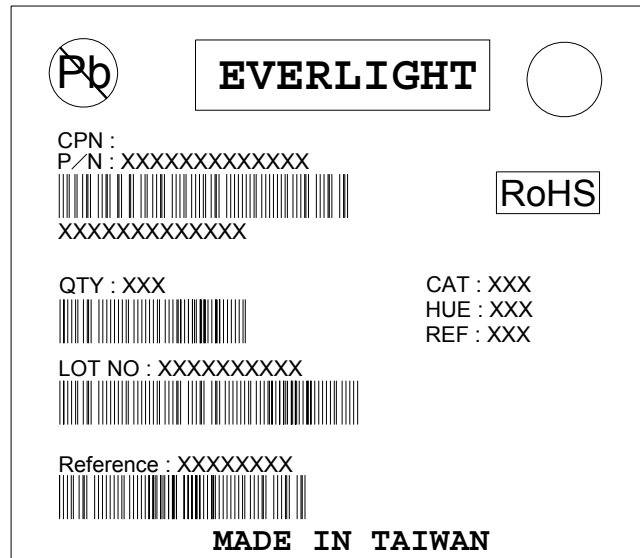 Pb
EVERLIGHT
CPN :
P/N : XXXXXXXXXXXXX
RoHS
XXXXXXXXXXXXX
QTY : XXX
CAT : XXX
HUE : XXX
REF : XXX
LOT NO : XXXXXXXXXX
Reference : XXXXXXXX
MADE IN TAIWAN